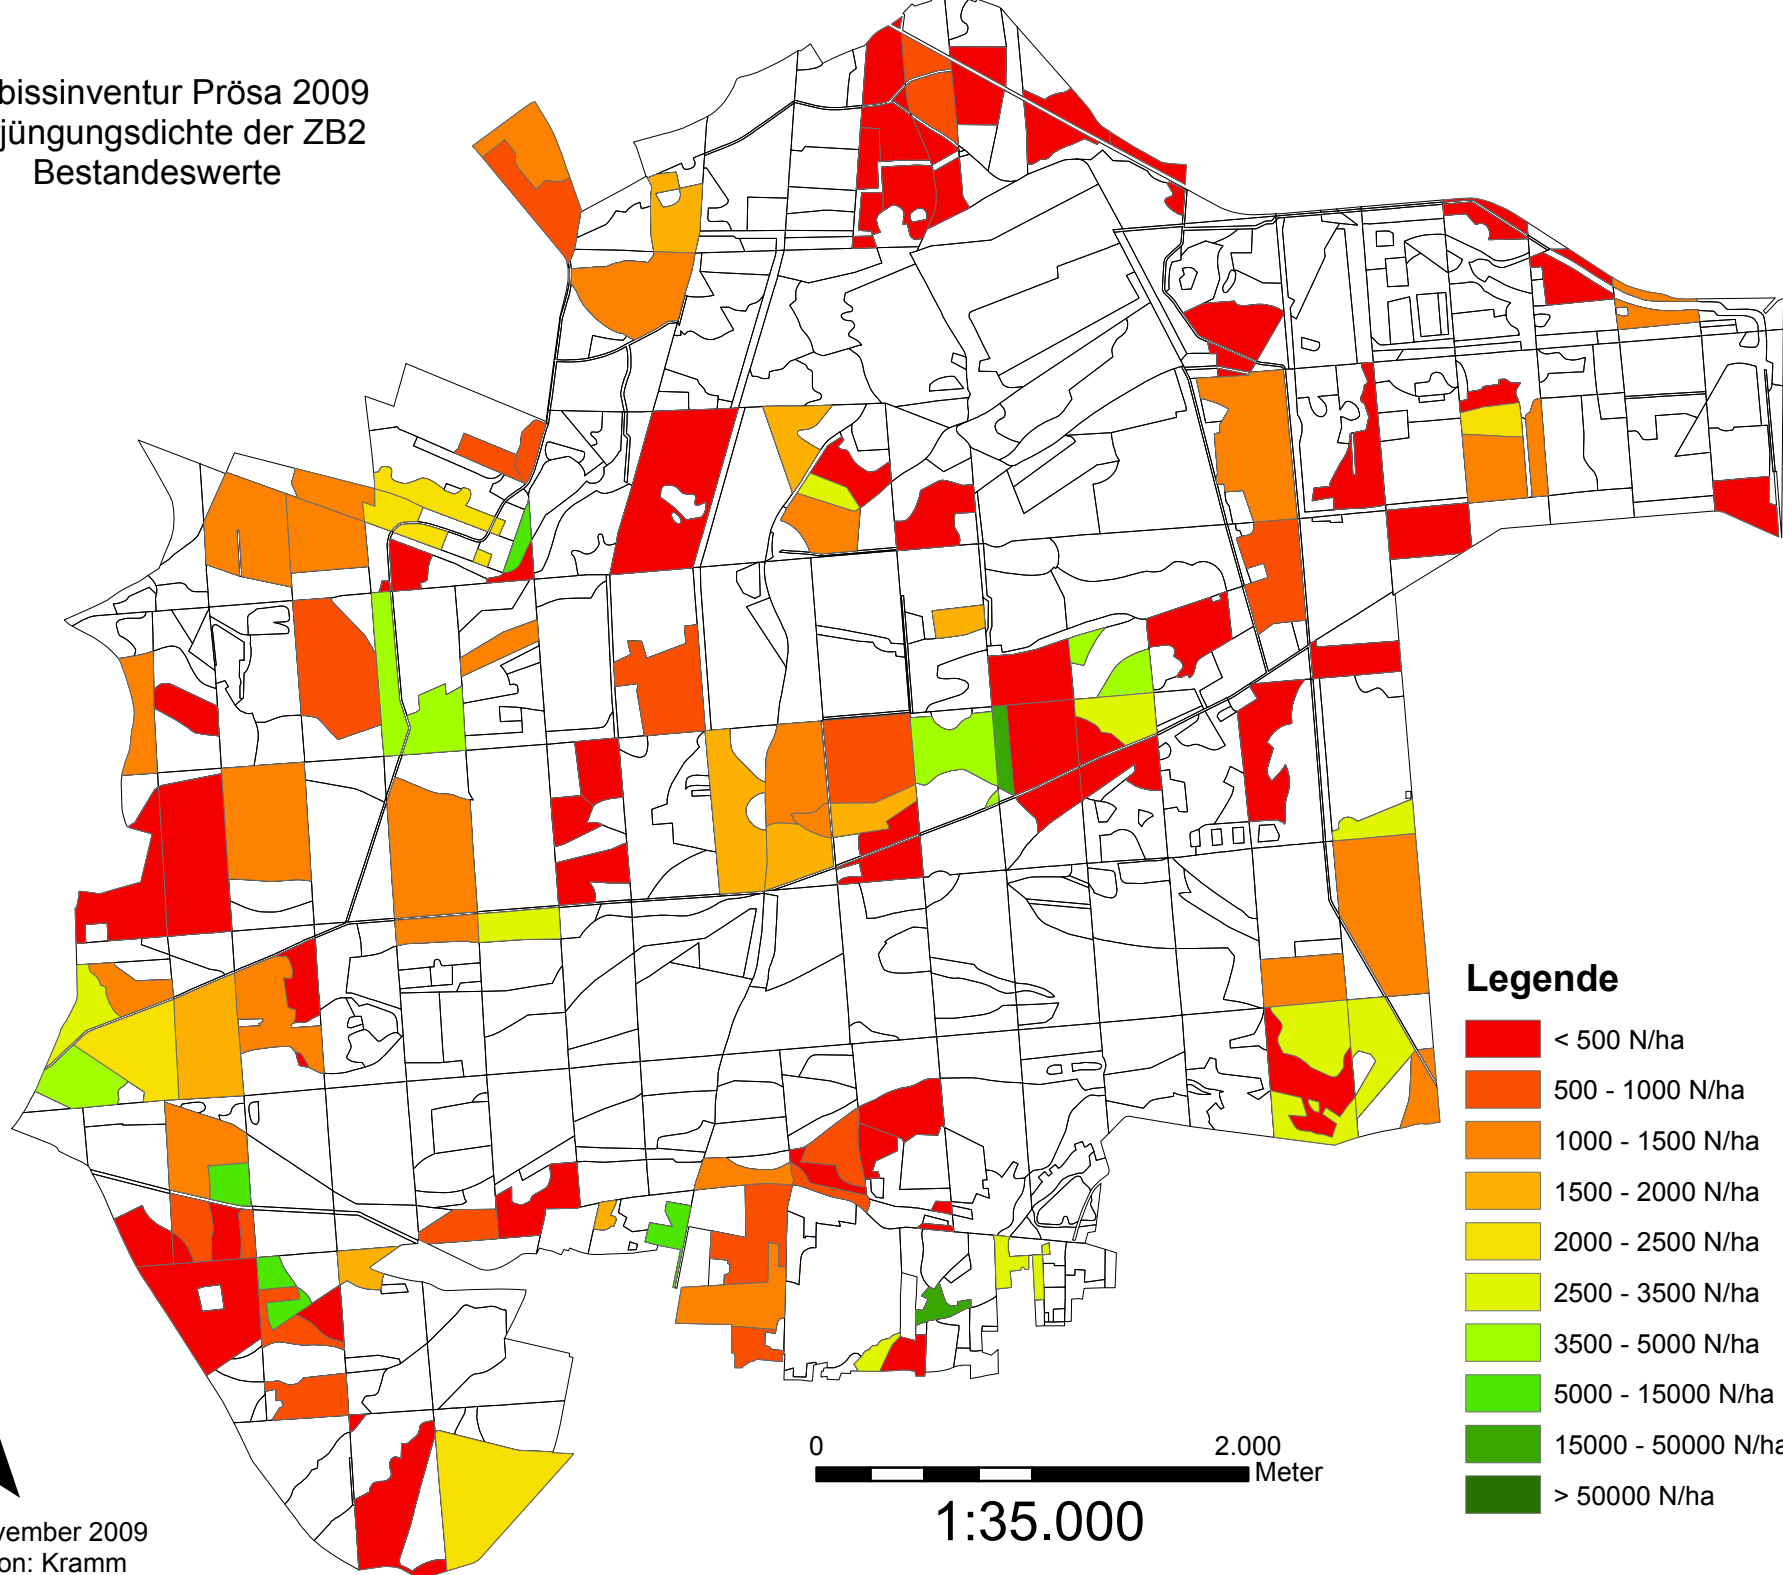 bissinventur Prösa 2009
jüngungsdichte der ZB2
Bestandeswerte
Legende
< 500 N/ha
500 - 1000 N/ha
1000 - 1500 N/ha
1500 - 2000 N/ha
2000 - 2500 N/ha
2500 - 3500 N/ha
3500 - 5000 N/ha
5000 - 15000 N/ha
15000 - 50000 N/ha
> 50000 N/ha
0 2.000
Meter
1:35.000
vember 2009
on: Kramm